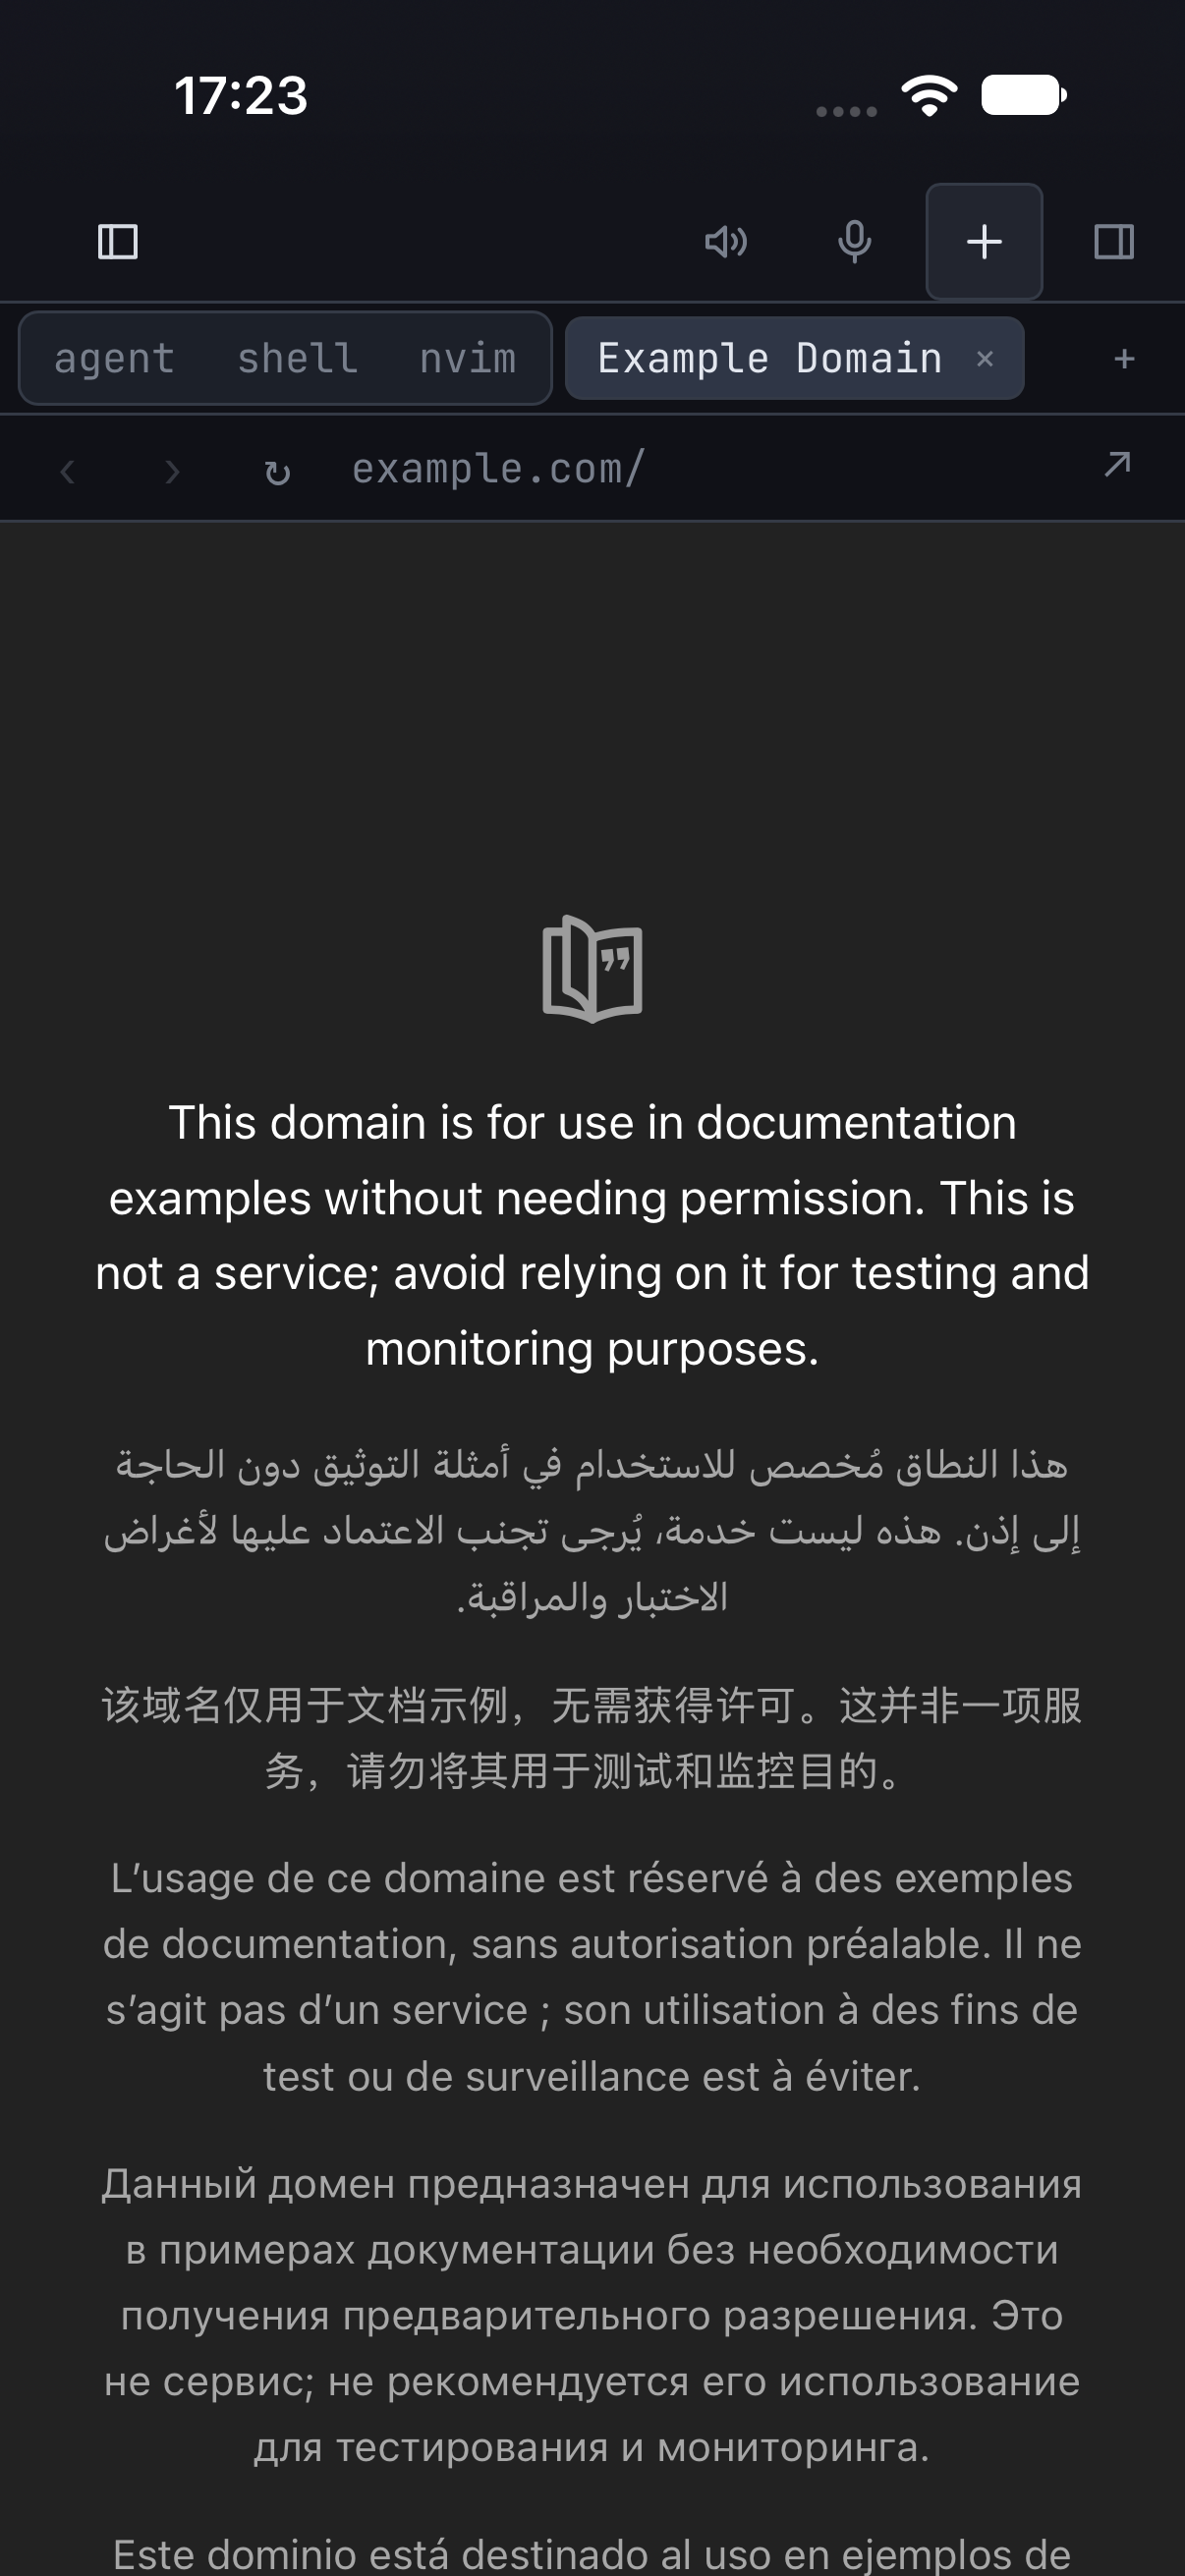 17:23
agent shell nvim Example Domain × +
‹ › ↻ example.com/
This domain is for use in documentation
examples without needing permission. This is
not a service; avoid relying on it for testing and
monitoring purposes.
هذا النطاق مُخصص للاستخدام في أمثلة التوثيق دون الحاجة
إلى إذن. هذه ليست خدمة، يُرجى تجنب الاعتماد عليها لأغراض
الاختبار والمراقبة.
该域名仅用于文档示例，无需获得许可。这并非一项服
务，请勿将其用于测试和监控目的。
L’usage de ce domaine est réservé à des exemples
de documentation, sans autorisation préalable. Il ne
s’agit pas d’un service ; son utilisation à des fins de
test ou de surveillance est à éviter.
Данный домен предназначен для использования
в примерах документации без необходимости
получения предварительного разрешения. Это
не сервис; не рекомендуется его использование
для тестирования и мониторинга.
Este dominio está destinado al uso en ejemplos de